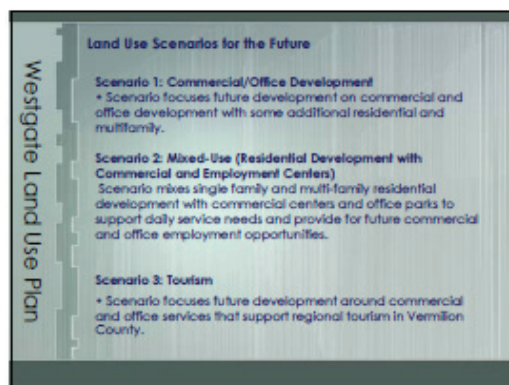 Westgate Land Use Plan
Land Use Scenarios for the Future
Scenario 1: Commercial/Office Development
• Scenario focuses future development on commercial and
office development with some additional residential and
multifamily.
Scenario 2: Mixed-Use (Residential Development with
Commercial and Employment Centers)
Scenario mixes single family and multi-family residential
development with commercial centers and office parks to
support daily service needs and provide for future commercial
and office employment opportunities.
Scenario 3: Tourism
• Scenario focuses future development around commercial
and office services that support regional tourism in Vermilion
County.